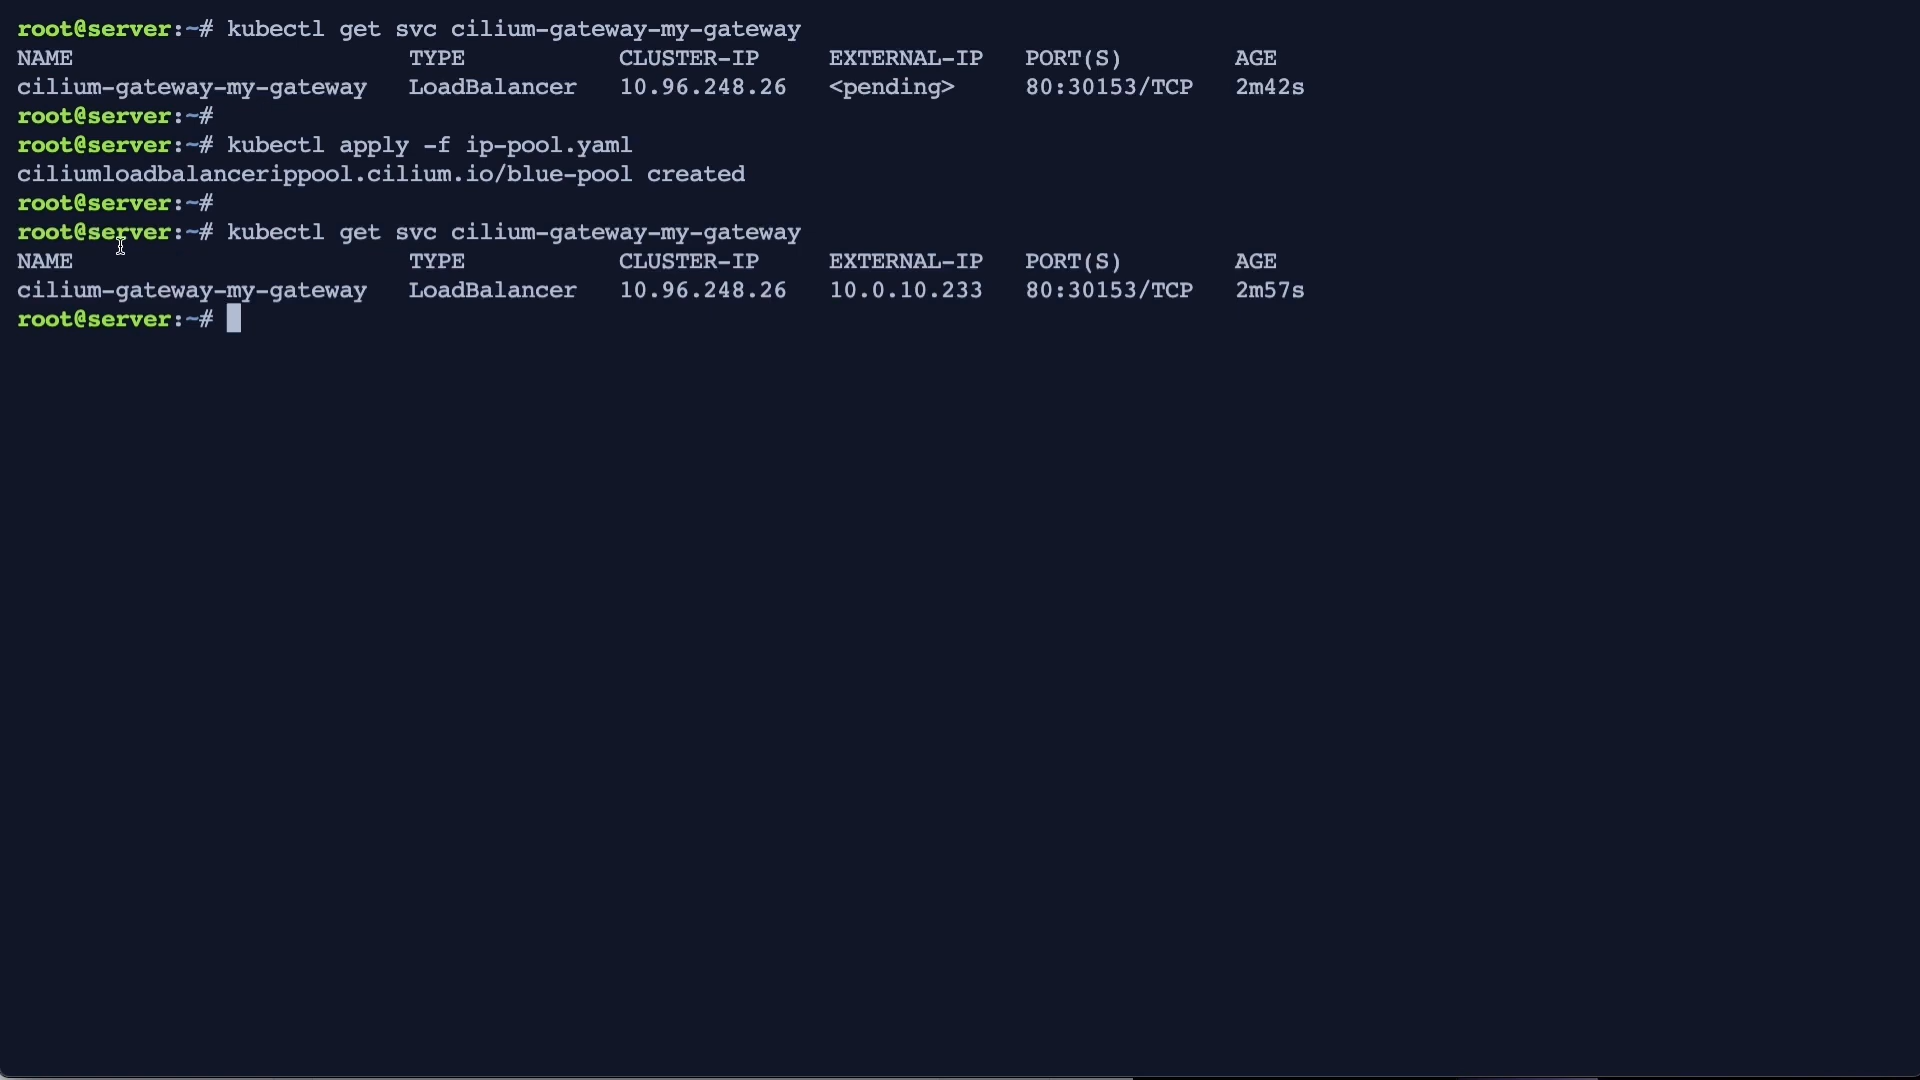 root@server:~# kubectl get svc cilium-gateway-my-gateway
NAME                        TYPE           CLUSTER-IP     EXTERNAL-IP   PORT(S)        AGE
cilium-gateway-my-gateway   LoadBalancer   10.96.248.26   <pending>     80:30153/TCP   2m42s
root@server:~#
root@server:~# kubectl apply -f ip-pool.yaml
ciliumloadbalancerippool.cilium.io/blue-pool created
root@server:~#
root@server:~# kubectl get svc cilium-gateway-my-gateway
NAME                        TYPE           CLUSTER-IP     EXTERNAL-IP   PORT(S)        AGE
cilium-gateway-my-gateway   LoadBalancer   10.96.248.26   10.0.10.233   80:30153/TCP   2m57s
root@server:~#